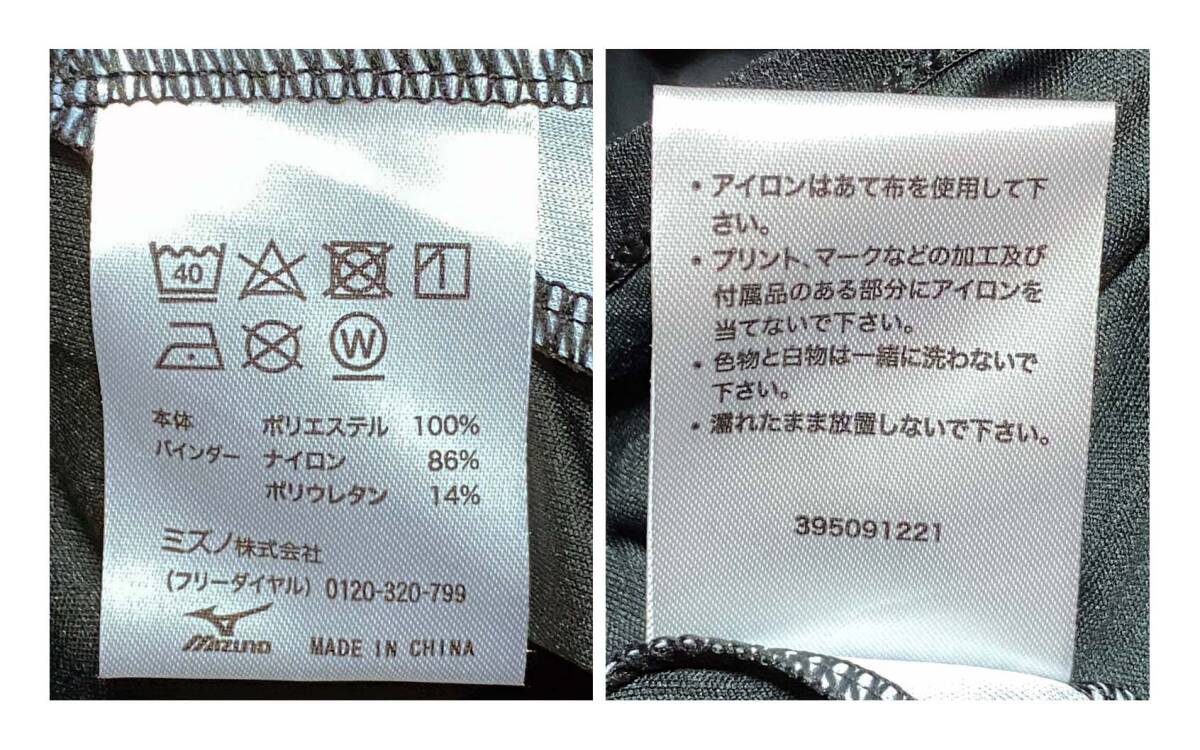 40
W
本体 ポリエステル 100%
バインダー ナイロン 86%
ポリウレタン 14%
ミズノ株式会社
(フリーダイヤル) 0120-320-799
Mizuno MADE IN CHINA
・アイロンはあて布を使用して下
さい。
・プリント、マークなどの加工及び
付属品のある部分にアイロンを
当てないで下さい。
・色物と白物は一緒に洗わないで
下さい。
・濡れたまま放置しないで下さい。
395091221